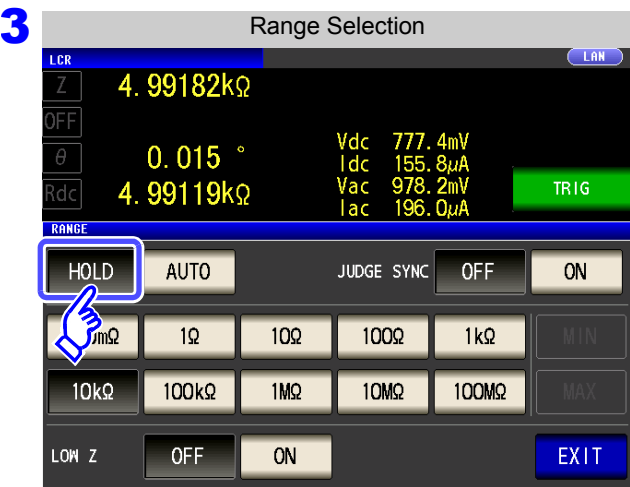 3
Range Selection
LCR
LAN
Z 4.99182kΩ
OFF
Vdc 777.4mV
θ 0.015 ° Idc 155.8μA
Vac 978.2mV
Rdc 4.99119kΩ Iac 196.0μA
TRIG
RANGE
HOLD AUTO JUDGE SYNC OFF ON
mΩ 1Ω 10Ω 100Ω 1kΩ MIN
10kΩ 100kΩ 1MΩ 10MΩ 100MΩ MAX
LOW Z OFF ON EXIT